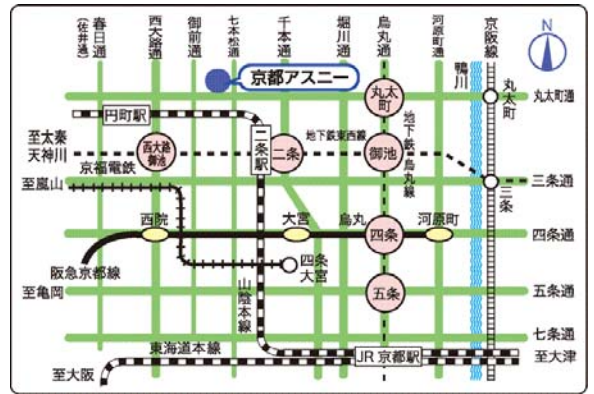 春日通
(佐井通)
西大路通
御前通
七本松通
千本通
堀川通
烏丸通
河原町通
京阪線
N
京都アスニー
鴨川
丸太町
丸太町
丸太町通
円町駅
二条駅
至太秦
天神川
西大路
御池
二条
地下鉄東西線
御池
地下鉄・烏丸線
京福電鉄
至嵐山
三条
三条通
西院
大宮
烏丸
四条
河原町
四条通
四条
大宮
阪急京都線
至亀岡
山陰本線
五条
五条通
七条通
東海道本線
JR 京都駅
至大津
至大阪